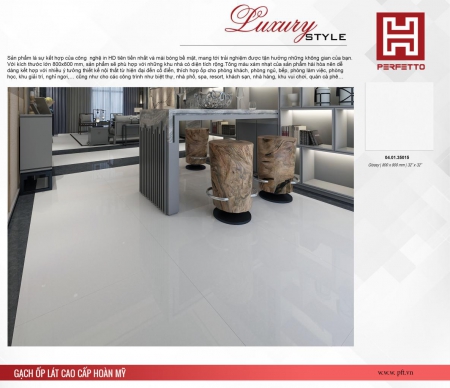 Luxury
STYLE
PERFETTO
Sản phẩm là sự kết hợp của công nghệ in HD tiên tiến nhất và mài bóng bề mặt, mang tới trải nghiệm được tận hưởng những không gian của bạn.
Với kích thước lớn 800x800 mm, sản phẩm sẽ phù hợp với những khu nhà có diện tích rộng.Tông màu xám nhạt của sản phẩm hài hòa nên dễ
dàng kết hợp với nhiều ý tưởng thiết kế nội thất từ hiện đại đến cổ điển, thích hợp ốp cho phòng khách, phòng ngủ, bếp, phòng làm việc, phòng
học, khu giải trí, nghỉ ngơi,... cũng như cho các công trình như biệt thự, nhà phố, spa, resort, khách sạn, nhà hàng, khu vui chơi, quán cà phê...
04.01.35015
Glossy | 800 x 800 mm | 32" x 32"
GẠCH ỐP LÁT CAO CẤP HOÀN MỸ
www. pft.vn